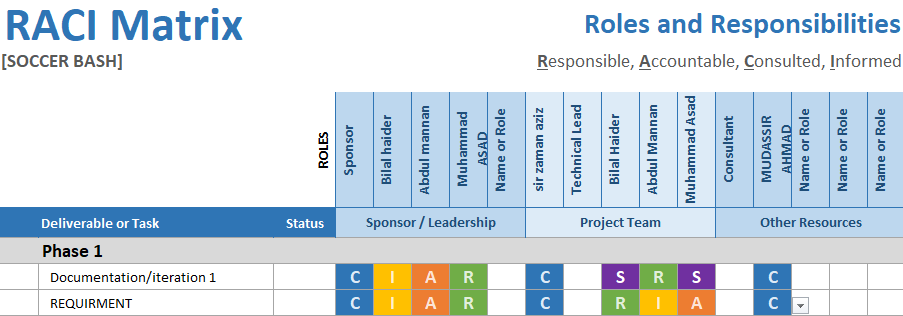 RACI Matrix
Roles and Responsibilities
[SOCCER BASH]
Responsible, Accountable, Consulted, Informed
ROLES
Sponsor
Bilal haider
Abdul mannan
Muhammad
ASAD
Name or Role
sir zaman aziz
Technical Lead
Bilal Haider
Abdul Mannan
Muhammad Asad
Consultant
MUDASSIR
AHMAD
Name or Role
Name or Role
Name or Role
Deliverable or Task Status Sponsor / Leadership Project Team Other Resources
Phase 1
Documentation/iteration 1 C I A R C S R S C
REQUIRMENT C I A R C R I A C